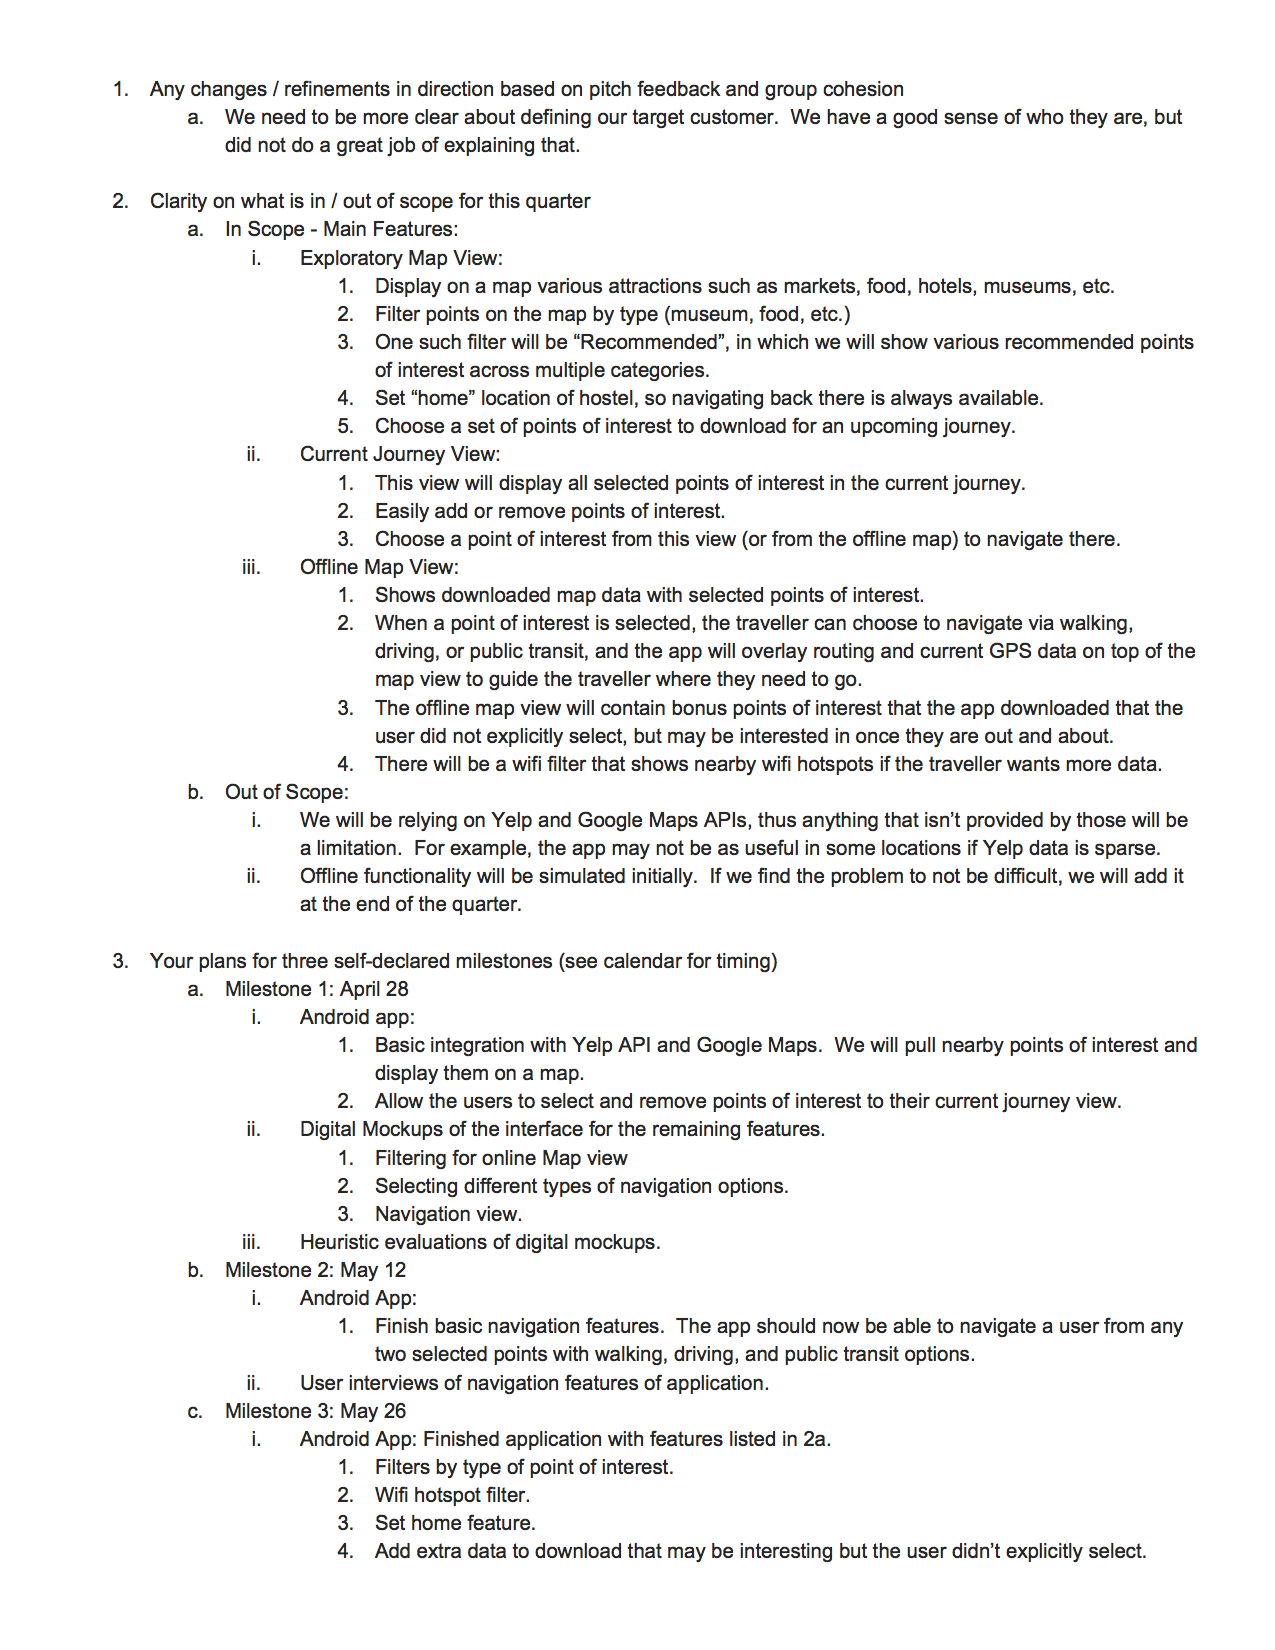 1. Any changes / refinements in direction based on pitch feedback and group cohesion
a. We need to be more clear about defining our target customer.  We have a good sense of who they are, but
did not do a great job of explaining that.
2. Clarity on what is in / out of scope for this quarter
a. In Scope - Main Features:
i. Exploratory Map View:
1. Display on a map various attractions such as markets, food, hotels, museums, etc.
2. Filter points on the map by type (museum, food, etc.)
3. One such filter will be “Recommended”, in which we will show various recommended points
of interest across multiple categories.
4. Set “home” location of hostel, so navigating back there is always available.
5. Choose a set of points of interest to download for an upcoming journey.
ii. Current Journey View:
1. This view will display all selected points of interest in the current journey.
2. Easily add or remove points of interest.
3. Choose a point of interest from this view (or from the offline map) to navigate there.
iii. Offline Map View:
1. Shows downloaded map data with selected points of interest.
2. When a point of interest is selected, the traveller can choose to navigate via walking,
driving, or public transit, and the app will overlay routing and current GPS data on top of the
map view to guide the traveller where they need to go.
3. The offline map view will contain bonus points of interest that the app downloaded that the
user did not explicitly select, but may be interested in once they are out and about.
4. There will be a wifi filter that shows nearby wifi hotspots if the traveller wants more data.
b. Out of Scope:
i. We will be relying on Yelp and Google Maps APIs, thus anything that isn’t provided by those will be
a limitation.  For example, the app may not be as useful in some locations if Yelp data is sparse.
ii. Offline functionality will be simulated initially.  If we find the problem to not be difficult, we will add it
at the end of the quarter.
3. Your plans for three self-declared milestones (see calendar for timing)
a. Milestone 1: April 28
i. Android app:
1. Basic integration with Yelp API and Google Maps.  We will pull nearby points of interest and
display them on a map.
2. Allow the users to select and remove points of interest to their current journey view.
ii. Digital Mockups of the interface for the remaining features.
1. Filtering for online Map view
2. Selecting different types of navigation options.
3. Navigation view.
iii. Heuristic evaluations of digital mockups.
b. Milestone 2: May 12
i. Android App:
1. Finish basic navigation features.  The app should now be able to navigate a user from any
two selected points with walking, driving, and public transit options.
ii. User interviews of navigation features of application.
c. Milestone 3: May 26
i. Android App: Finished application with features listed in 2a.
1. Filters by type of point of interest.
2. Wifi hotspot filter.
3. Set home feature.
4. Add extra data to download that may be interesting but the user didn’t explicitly select.